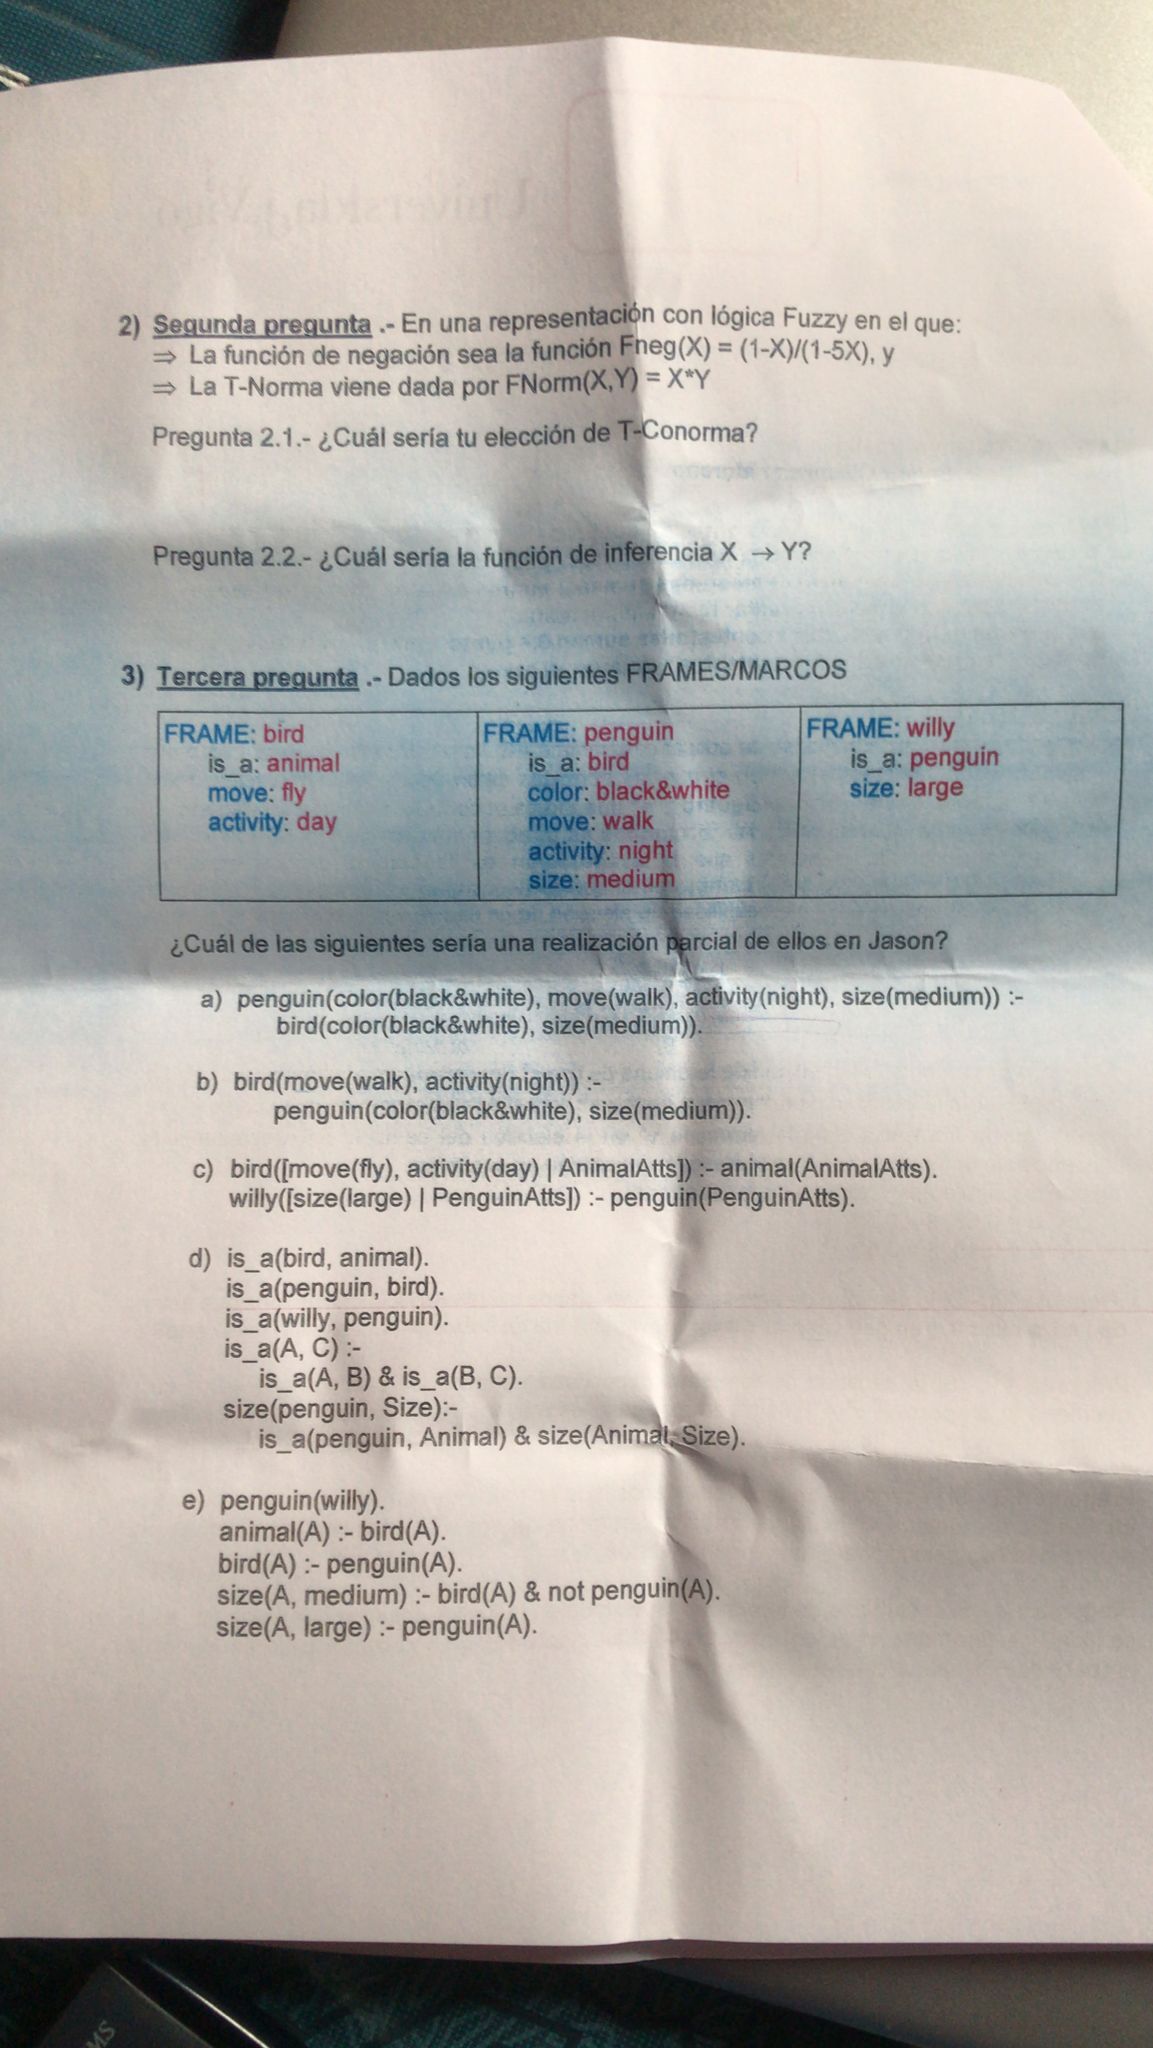 2) Segunda pregunta .- En una representación con lógica Fuzzy en el que:
⇒ La función de negación sea la función Fneg(X) = (1-X)/(1-5X), y
⇒ La T-Norma viene dada por FNorm(X,Y) = X*Y
Pregunta 2.1.- ¿Cuál sería tu elección de T-Conorma?
Pregunta 2.2.- ¿Cuál sería la función de inferencia X → Y?
3) Tercera pregunta .- Dados los siguientes FRAMES/MARCOS
FRAME: bird
is_a: animal
move: fly
activity: day
FRAME: penguin
is_a: bird
color: black&white
move: walk
activity: night
size: medium
FRAME: willy
is_a: penguin
size: large
¿Cuál de las siguientes sería una realización parcial de ellos en Jason?
a) penguin(color(black&white), move(walk), activity(night), size(medium)) :-
bird(color(black&white), size(medium)).
b) bird(move(walk), activity(night)) :-
penguin(color(black&white), size(medium)).
c) bird([move(fly), activity(day) | AnimalAtts]) :- animal(AnimalAtts).
willy([size(large) | PenguinAtts]) :- penguin(PenguinAtts).
d) is_a(bird, animal).
is_a(penguin, bird).
is_a(willy, penguin).
is_a(A, C) :-
is_a(A, B) & is_a(B, C).
size(penguin, Size):-
is_a(penguin, Animal) & size(Animal, Size).
e) penguin(willy).
animal(A) :- bird(A).
bird(A) :- penguin(A).
size(A, medium) :- bird(A) & not penguin(A).
size(A, large) :- penguin(A).